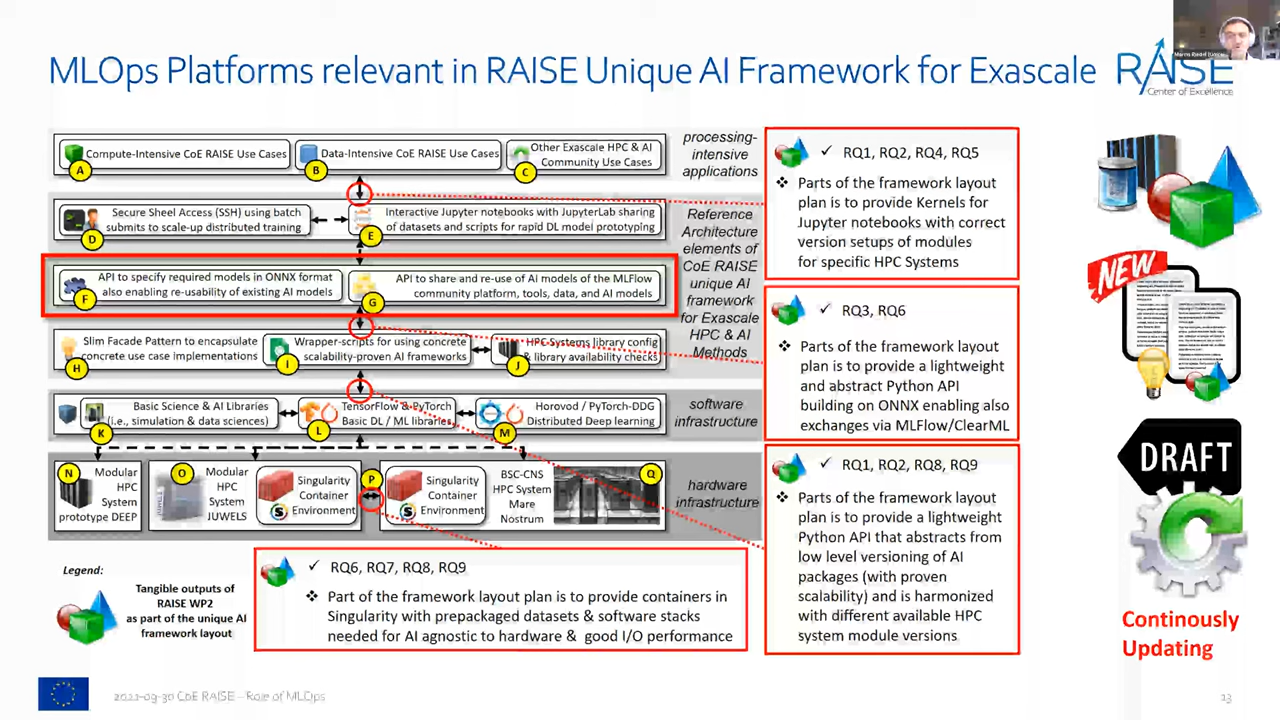 MLOps Platforms relevant in RAISE Unique AI Framework for Exascale
RAISE
Center of Excellence
Compute-Intensive CoE RAISE Use Cases
A
Data-Intensive CoE RAISE Use Cases
B
Other Exascale HPC & AI
Community Use Cases
C
processing-
intensive
applications
Secure Sheel Access (SSH) using batch
submits to scale-up distributed training
D
Interactive Jupyter notebooks with JupyterLab sharing
of datasets and scripts for rapid DL model prototyping
E
API to specify required models in ONNX format
also enabling re-usability of existing AI models
F
API to share and re-use of AI models of the MLFlow
community platform, tools, data, and AI models
G
Slim Facade Pattern to encapsulate
concrete use case implementations
H
Wrapper-scripts for using concrete
scalability-proven AI frameworks
I
HPC Systems library config
& library availability checks
J
Reference
Architecture
elements of
CoE RAISE
unique AI
framework
for Exascale
HPC & AI
Methods
Basic Science & AI Libraries
(i.e., simulation & data sciences)
K
TensorFlow & PyTorch
Basic DL / ML libraries
L
Horovod / PyTorch-DDG
Distributed Deep learning
M
software
infrastructure
N
Modular
HPC
System
prototype DEEP
O
Modular
HPC
System
JUWELS
Singularity
Container
Environment
P
Singularity
Container
Environment
BSC-CNS
HPC System
Mare
Nostrum
Q
hardware
infrastructure
✓ RQ1, RQ2, RQ4, RQ5
❖ Parts of the framework layout
plan is to provide Kernels for
Jupyter notebooks with correct
version setups of modules
for specific HPC Systems
✓ RQ3, RQ6
❖ Parts of the framework layout
plan is to provide a lightweight
and abstract Python API
building on ONNX enabling also
exchanges via MLFlow/ClearML
✓ RQ1, RQ2, RQ8, RQ9
❖ Parts of the framework layout
plan is to provide a lightweight
Python API that abstracts from
low level versioning of AI
packages (with proven
scalability) and is harmonized
with different available HPC
system module versions
✓ RQ6, RQ7, RQ8, RQ9
❖ Part of the framework layout plan is to provide containers in
Singularity with prepackaged datasets & software stacks
needed for AI agnostic to hardware & good I/O performance
Legend:
Tangible outputs of
RAISE WP2
as part of the unique AI
framework layout
NEW
DRAFT
Continously
Updating
2022-09-30 CoE RAISE – Role of MLOps
13